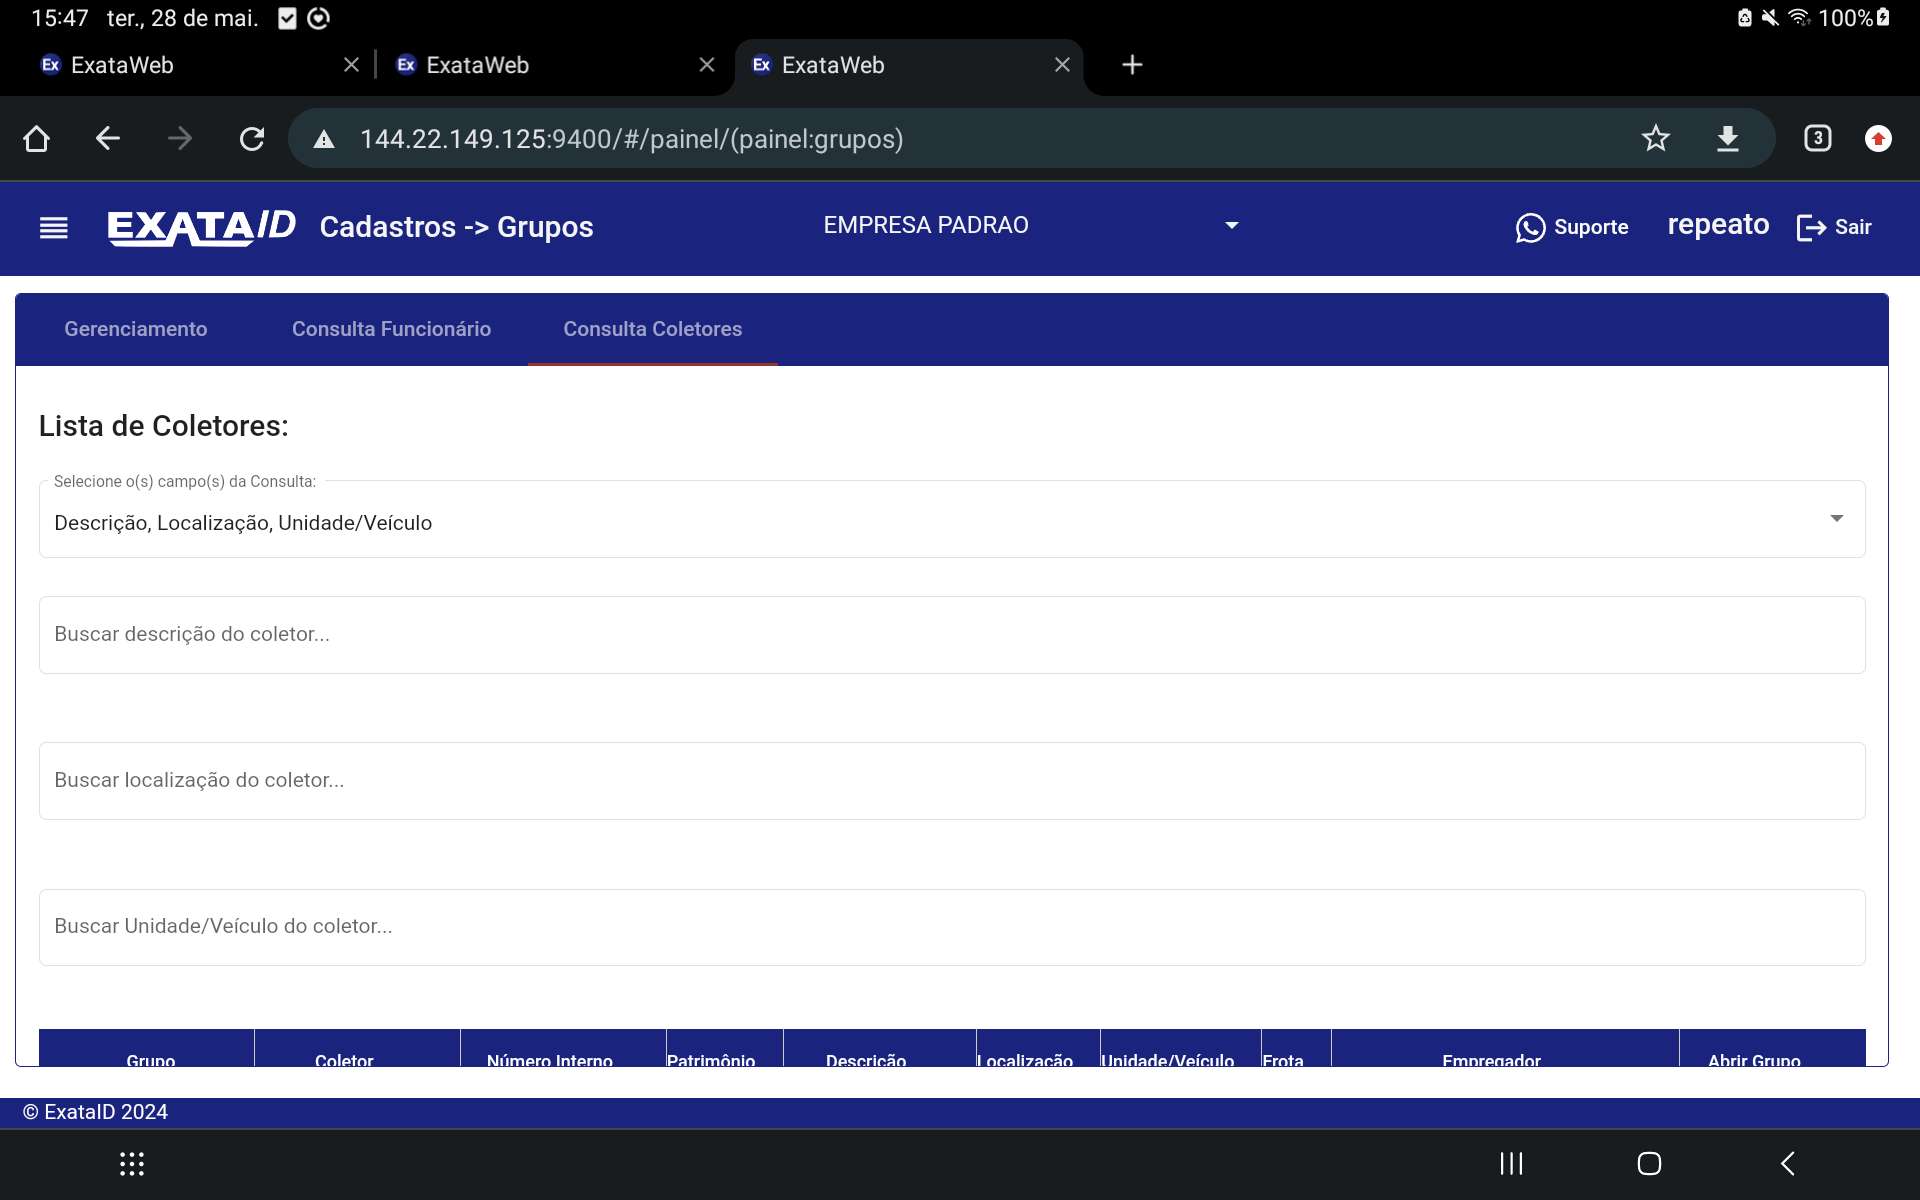 15:47 ter., 28 de mai. 100%
Ex ExataWeb Ex ExataWeb Ex ExataWeb
144.22.149.125:9400/#/painel/(painel:grupos) 3
EXATAID Cadastros -> Grupos EMPRESA PADRAO Suporte repeato Sair
Gerenciamento Consulta Funcionário Consulta Coletores
Lista de Coletores:
Selecione o(s) campo(s) da Consulta:
Descrição, Localização, Unidade/Veículo
Buscar descrição do coletor...
Buscar localização do coletor...
Buscar Unidade/Veículo do coletor...
Grupo Coletor Número Interno Patrimônio Descrição Localização Unidade/Veículo Frota Empregador Abrir Grupo
© ExataID 2024